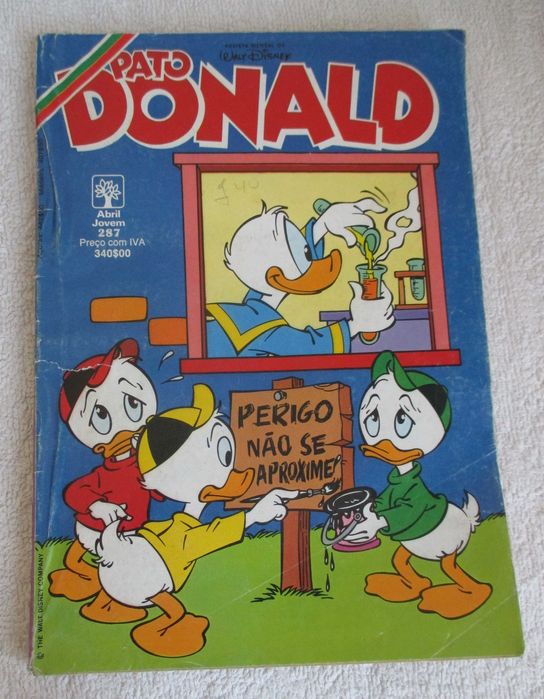 REVISTA MENSAL DE
WALT DISNEY
PATO
DONALD
Abril
Jovem
287
Preço com IVA
340$00
PERIGO
NÃO SE
APROXIME
© THE WALT DISNEY COMPANY